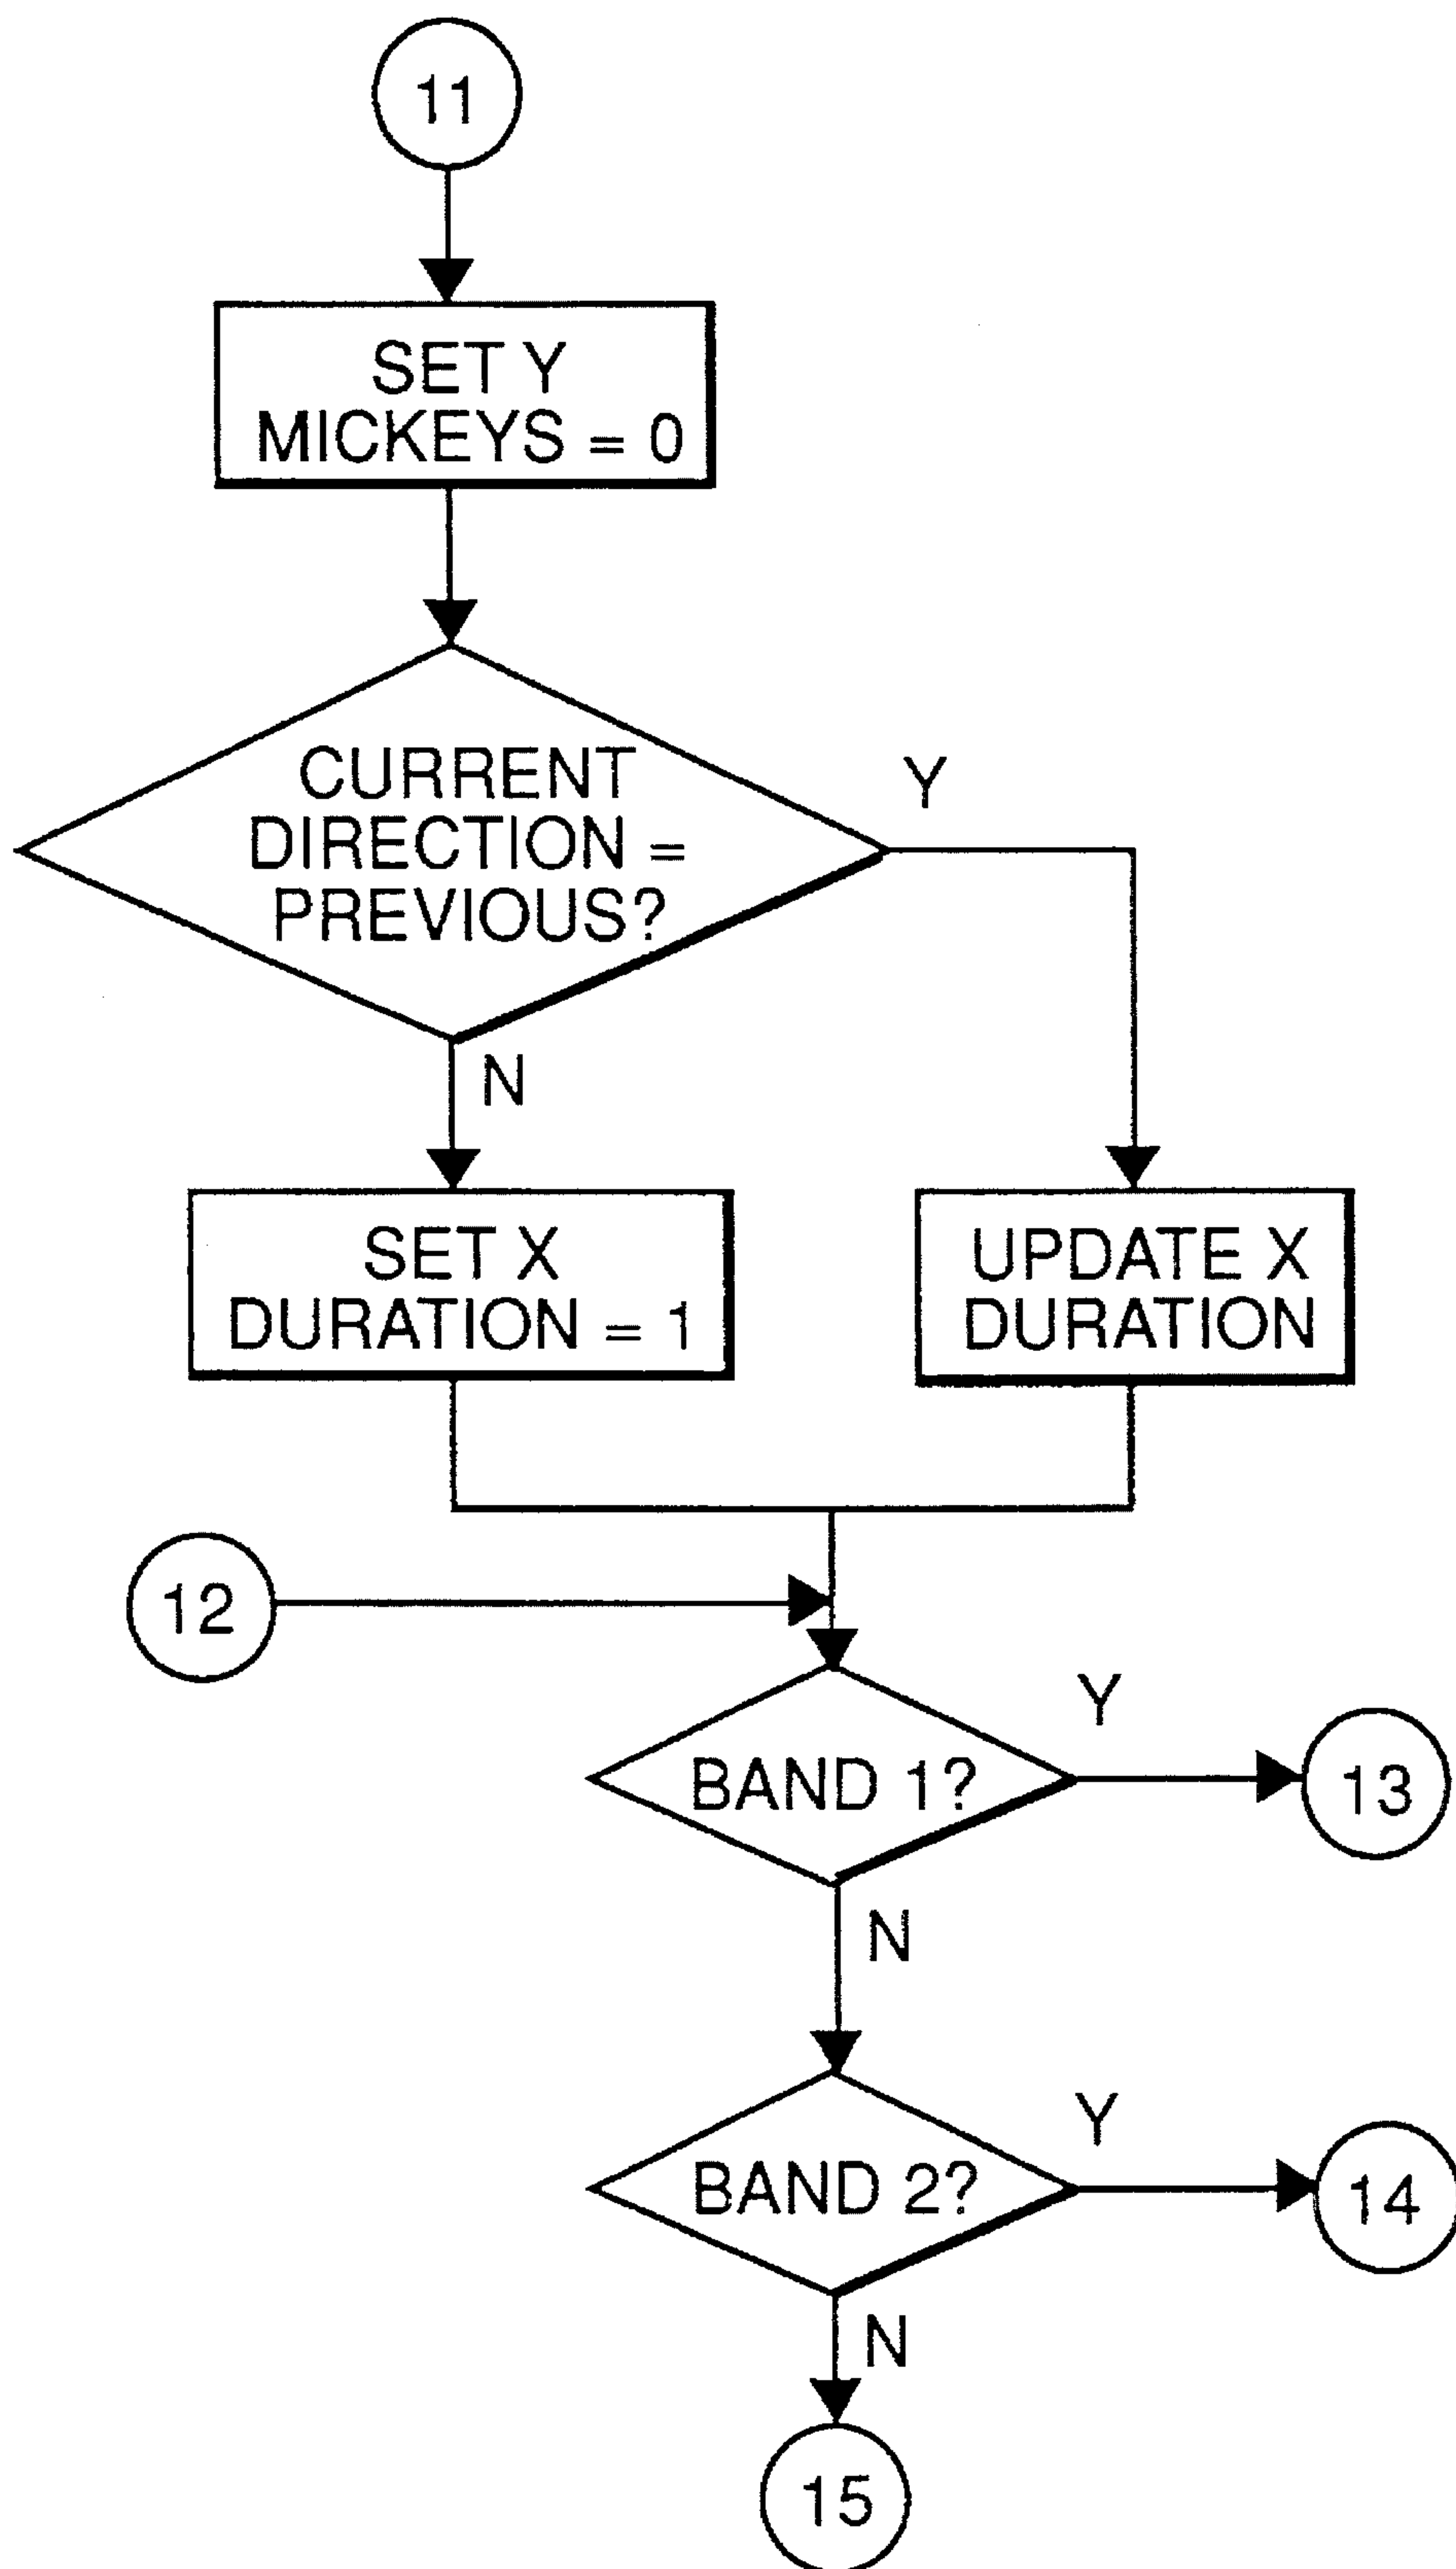 11
SET Y
MICKEYS = 0
CURRENT
DIRECTION =
PREVIOUS?
Y
N
SET X
DURATION = 1
UPDATE X
DURATION
12
BAND 1?
Y
13
N
BAND 2?
Y
14
N
15